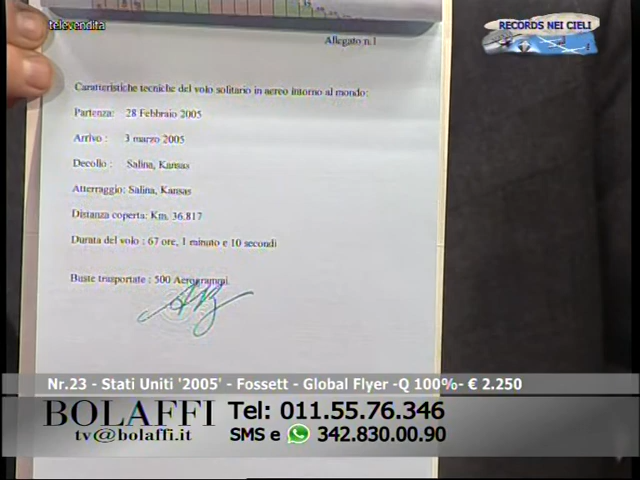 televendita
RECORDS NEI CIELI
Allegato n.1
Caratteristiche tecniche del volo solitario in aereo intorno al mondo:
Partenza: 28 Febbraio 2005
Arrivo : 3 marzo 2005
Decollo : Salina, Kansas
Atterraggio: Salina, Kansas
Distanza coperta: Km. 36.817
Durata del volo : 67 ore, 1 minuto e 10 secondi
Buste trasportate : 500 Aerogrammi.
Nr.23 - Stati Uniti '2005' - Fossett - Global Flyer -Q 100%- € 2.250
BOLAFFI Tel: 011.55.76.346
tv@bolaffi.it SMS e 342.830.00.90